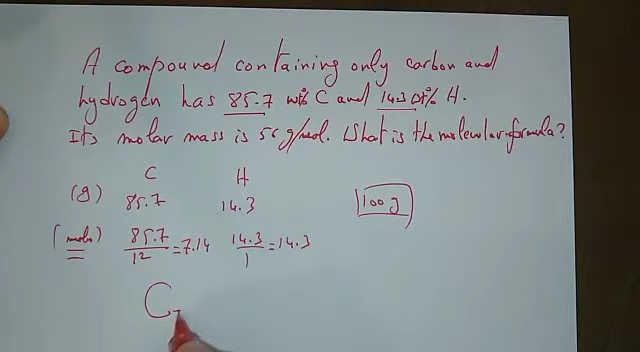 A compound containing only carbon and
hydrogen has 85.7 wt% C and 14.3 wt% H.
Its molar mass is 56 g/mol. What is the molecular formula?
C H
(g) 85.7 14.3 100 g
(mols) 85.7/12 = 7.14 14.3/1 = 14.3
C